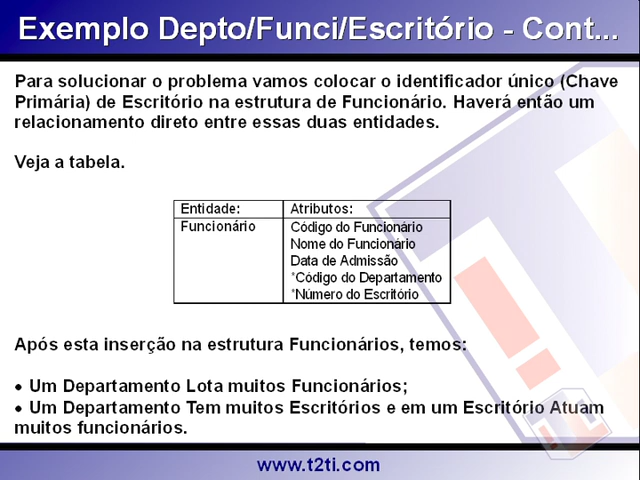 Exemplo Depto/Funci/Escritório - Cont...
Para solucionar o problema vamos colocar o identificador único (Chave
Primária) de Escritório na estrutura de Funcionário. Haverá então um
relacionamento direto entre essas duas entidades.
Veja a tabela.
Entidade: Atributos:
Funcionário Código do Funcionário
Nome do Funcionário
Data de Admissão
*Código do Departamento
*Número do Escritório
Após esta inserção na estrutura Funcionários, temos:
• Um Departamento Lota muitos Funcionários;
• Um Departamento Tem muitos Escritórios e em um Escritório Atuam
muitos funcionários.
www.t2ti.com